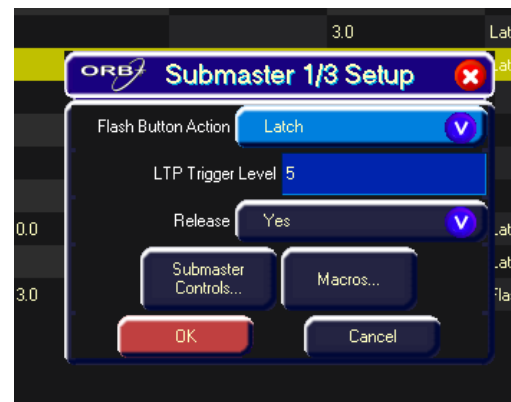 3.0 Lat
ORB Submaster 1/3 Setup
Flash Button Action Latch V
LTP Trigger Level 5
Release Yes V
0.0
Submaster Controls...
Macros...
3.0
OK Cancel